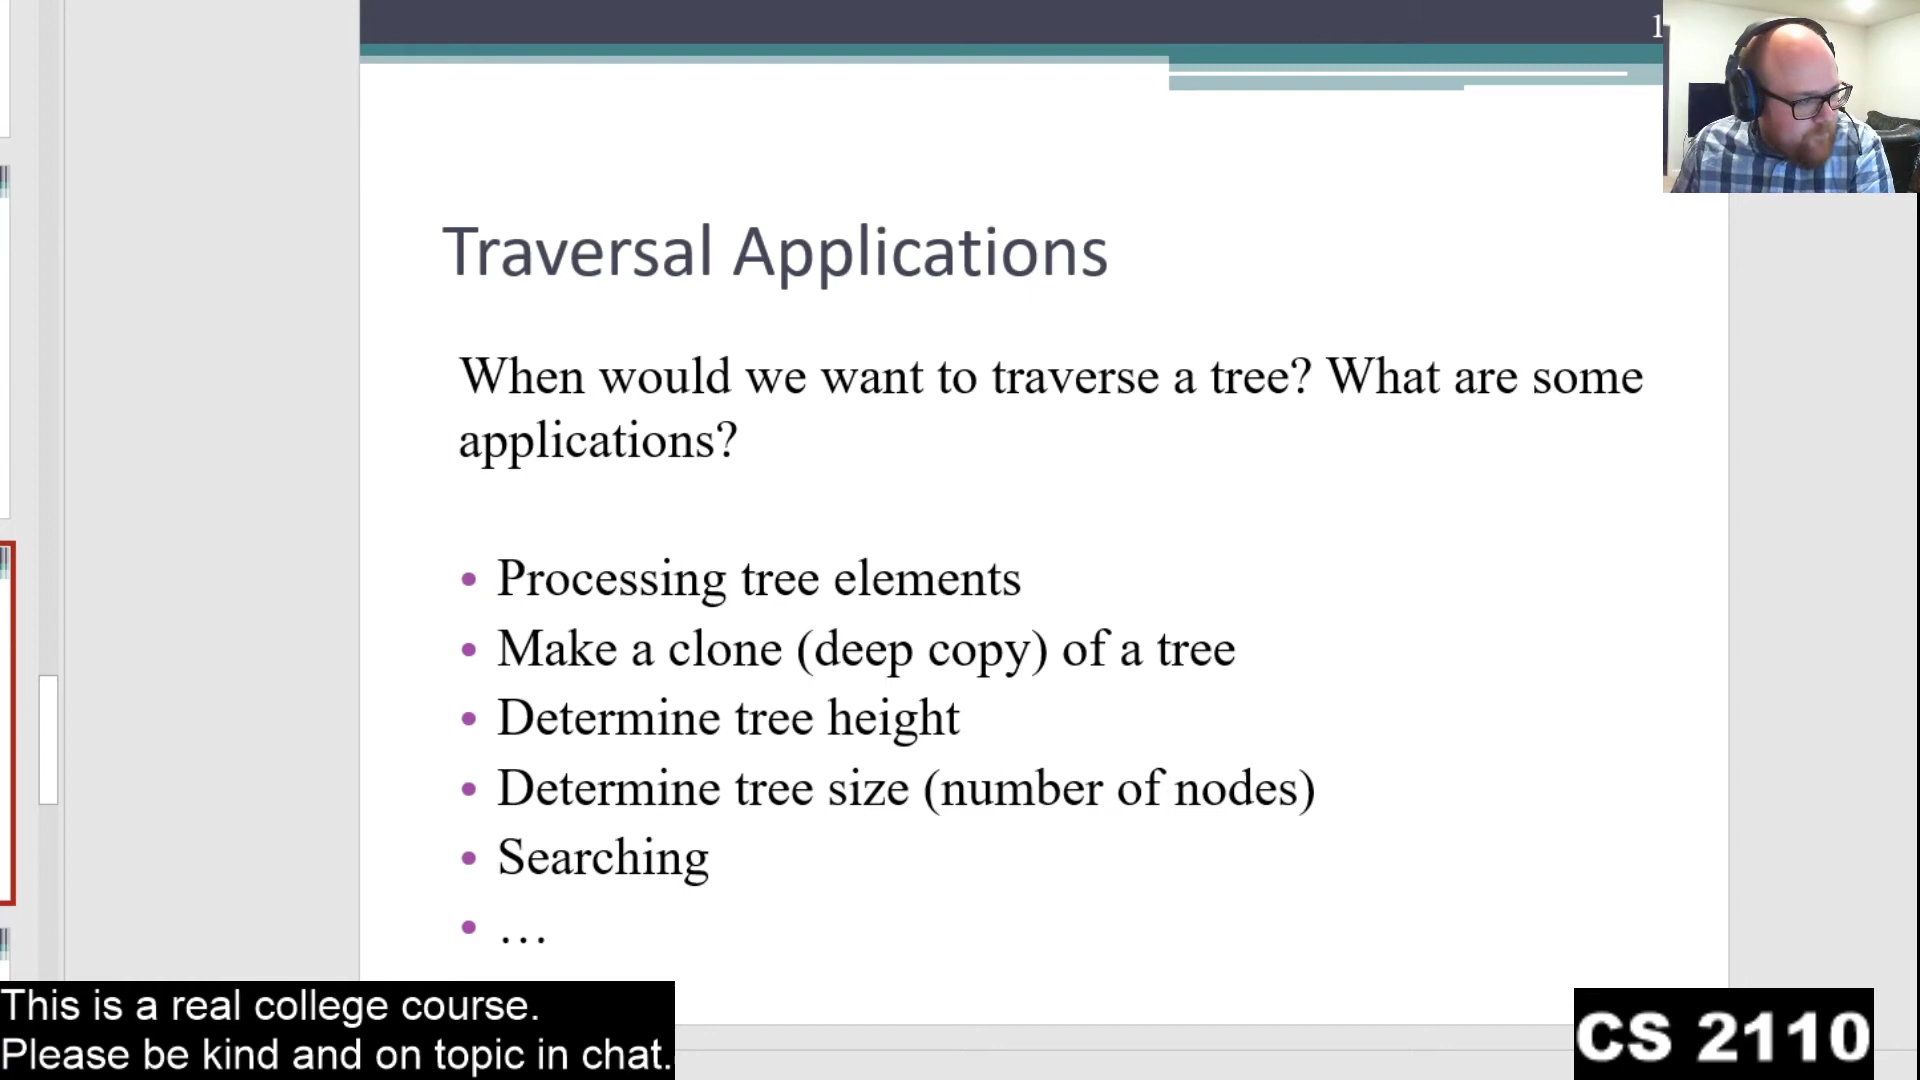 1
Traversal Applications
When would we want to traverse a tree? What are some
applications?
• Processing tree elements
• Make a clone (deep copy) of a tree
• Determine tree height
• Determine tree size (number of nodes)
• Searching
• …
This is a real college course.
Please be kind and on topic in chat.
CS 2110